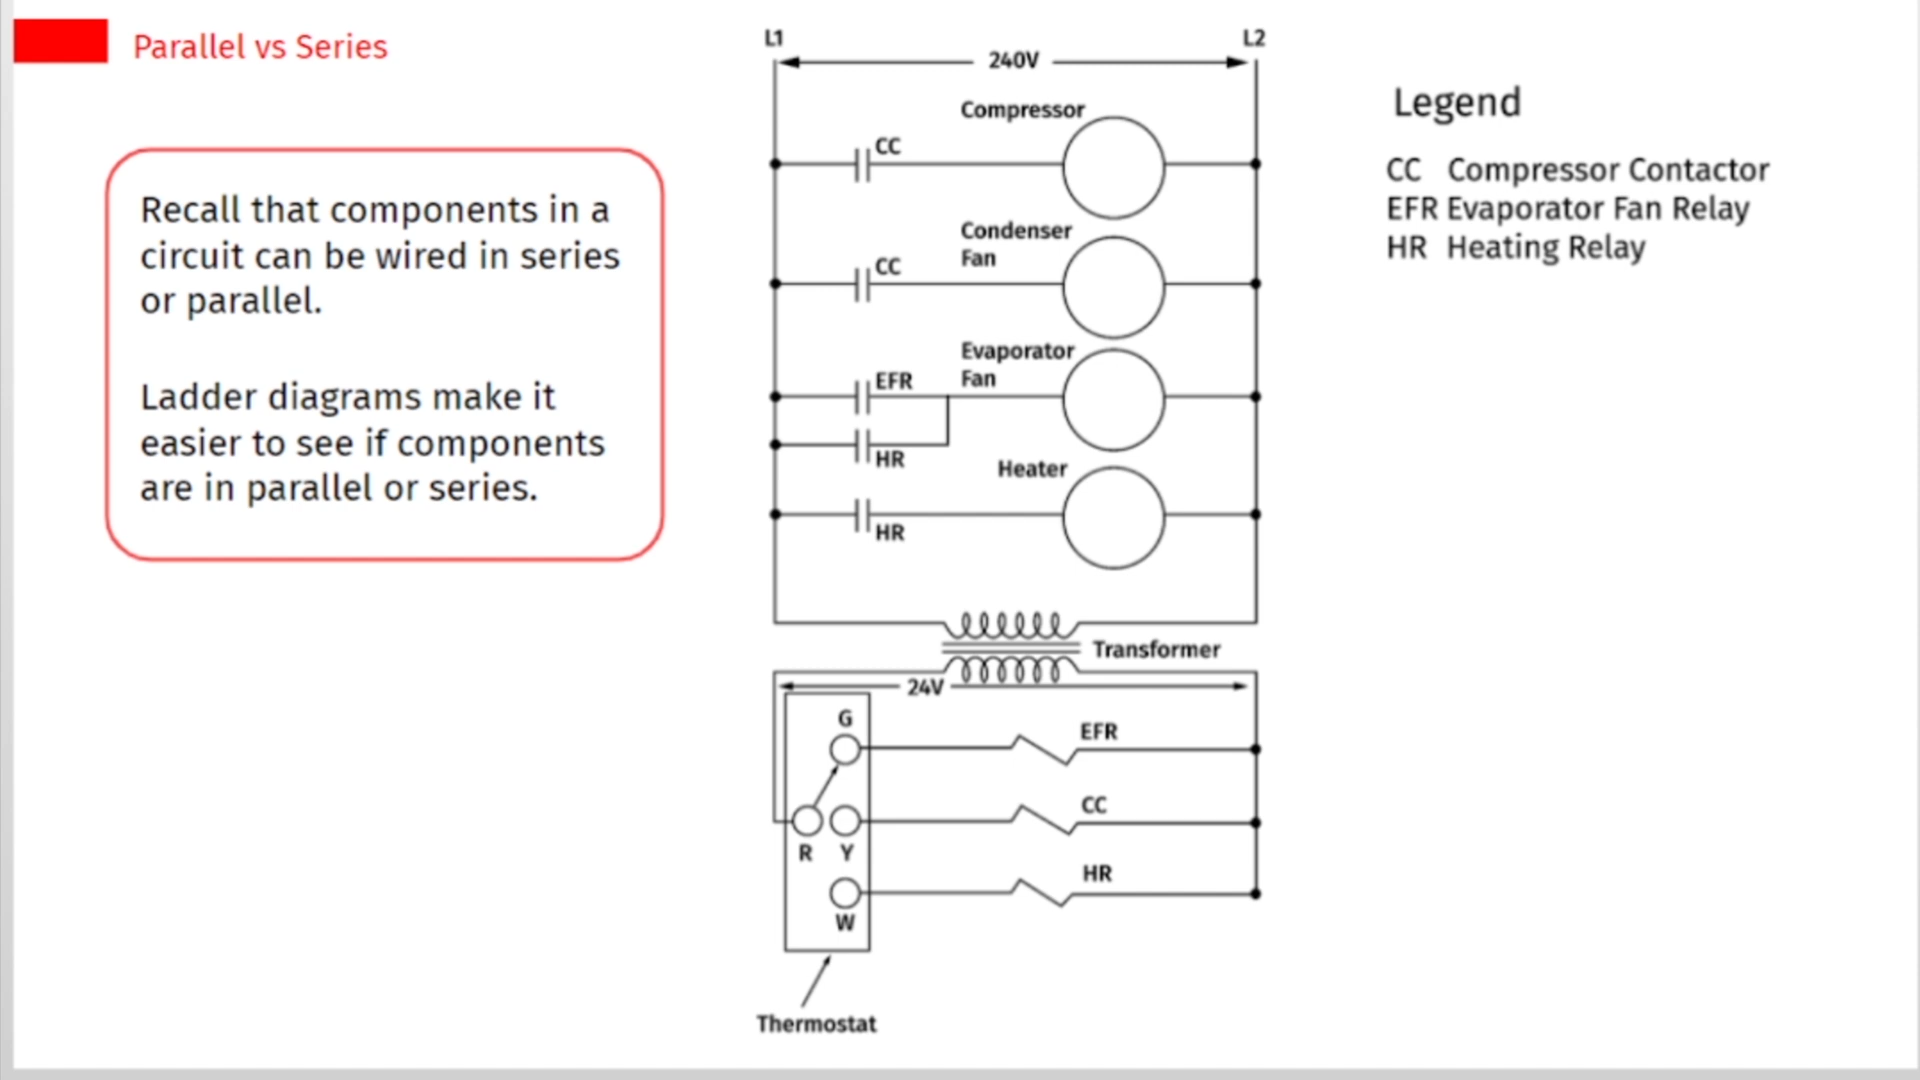 Parallel vs Series
Recall that components in a
circuit can be wired in series
or parallel.
Ladder diagrams make it
easier to see if components
are in parallel or series.
L1
L2
240V
Compressor
CC
Condenser
Fan
CC
Evaporator
Fan
EFR
HR
Heater
HR
Transformer
24V
G
EFR
CC
R Y
HR
W
Thermostat
Legend
CC Compressor Contactor
EFR Evaporator Fan Relay
HR Heating Relay